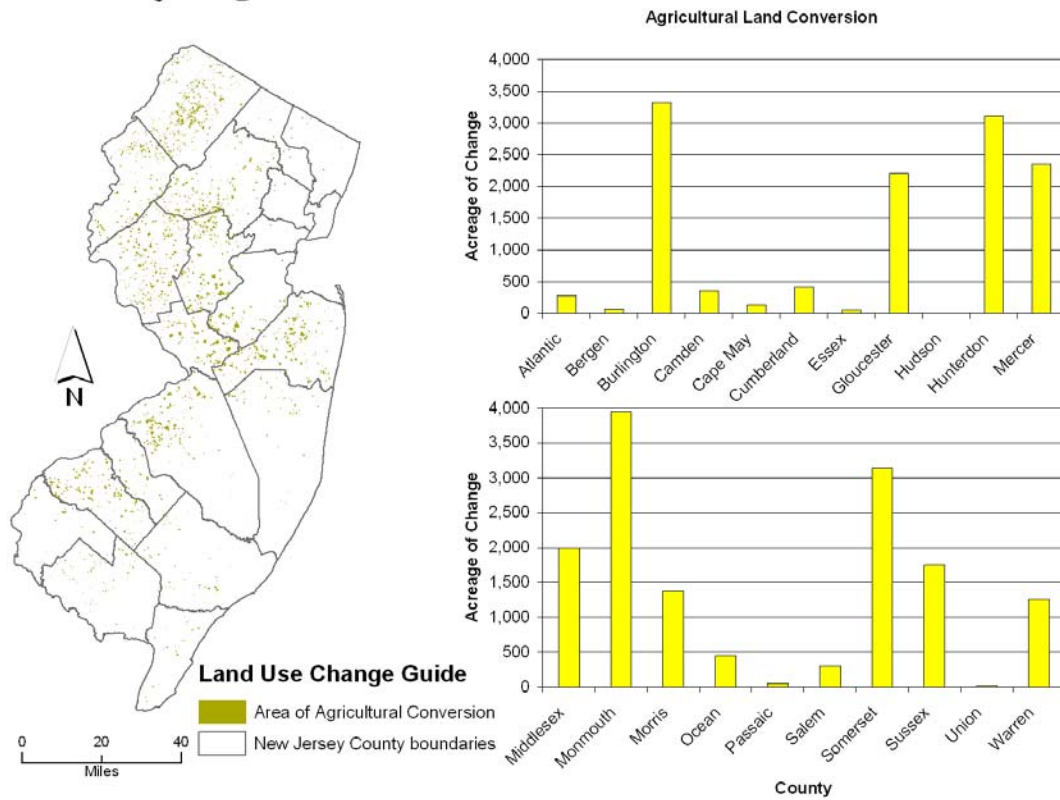 Agricultural Land Conversion
4,000
3,500
3,000
2,500
2,000
1,500
1,000
500
0
Acreage of Change
Atlantic
Bergen
Burlington
Camden
Cape May
Cumberland
Essex
Gloucester
Hudson
Hunterdon
Mercer
4,000
3,500
3,000
2,500
2,000
1,500
1,000
500
0
Acreage of Change
Middlesex
Monmouth
Morris
Ocean
Passaic
Salem
Somerset
Sussex
Union
Warren
County
N
Land Use Change Guide
Area of Agricultural Conversion
New Jersey County boundaries
0 20 40
Miles